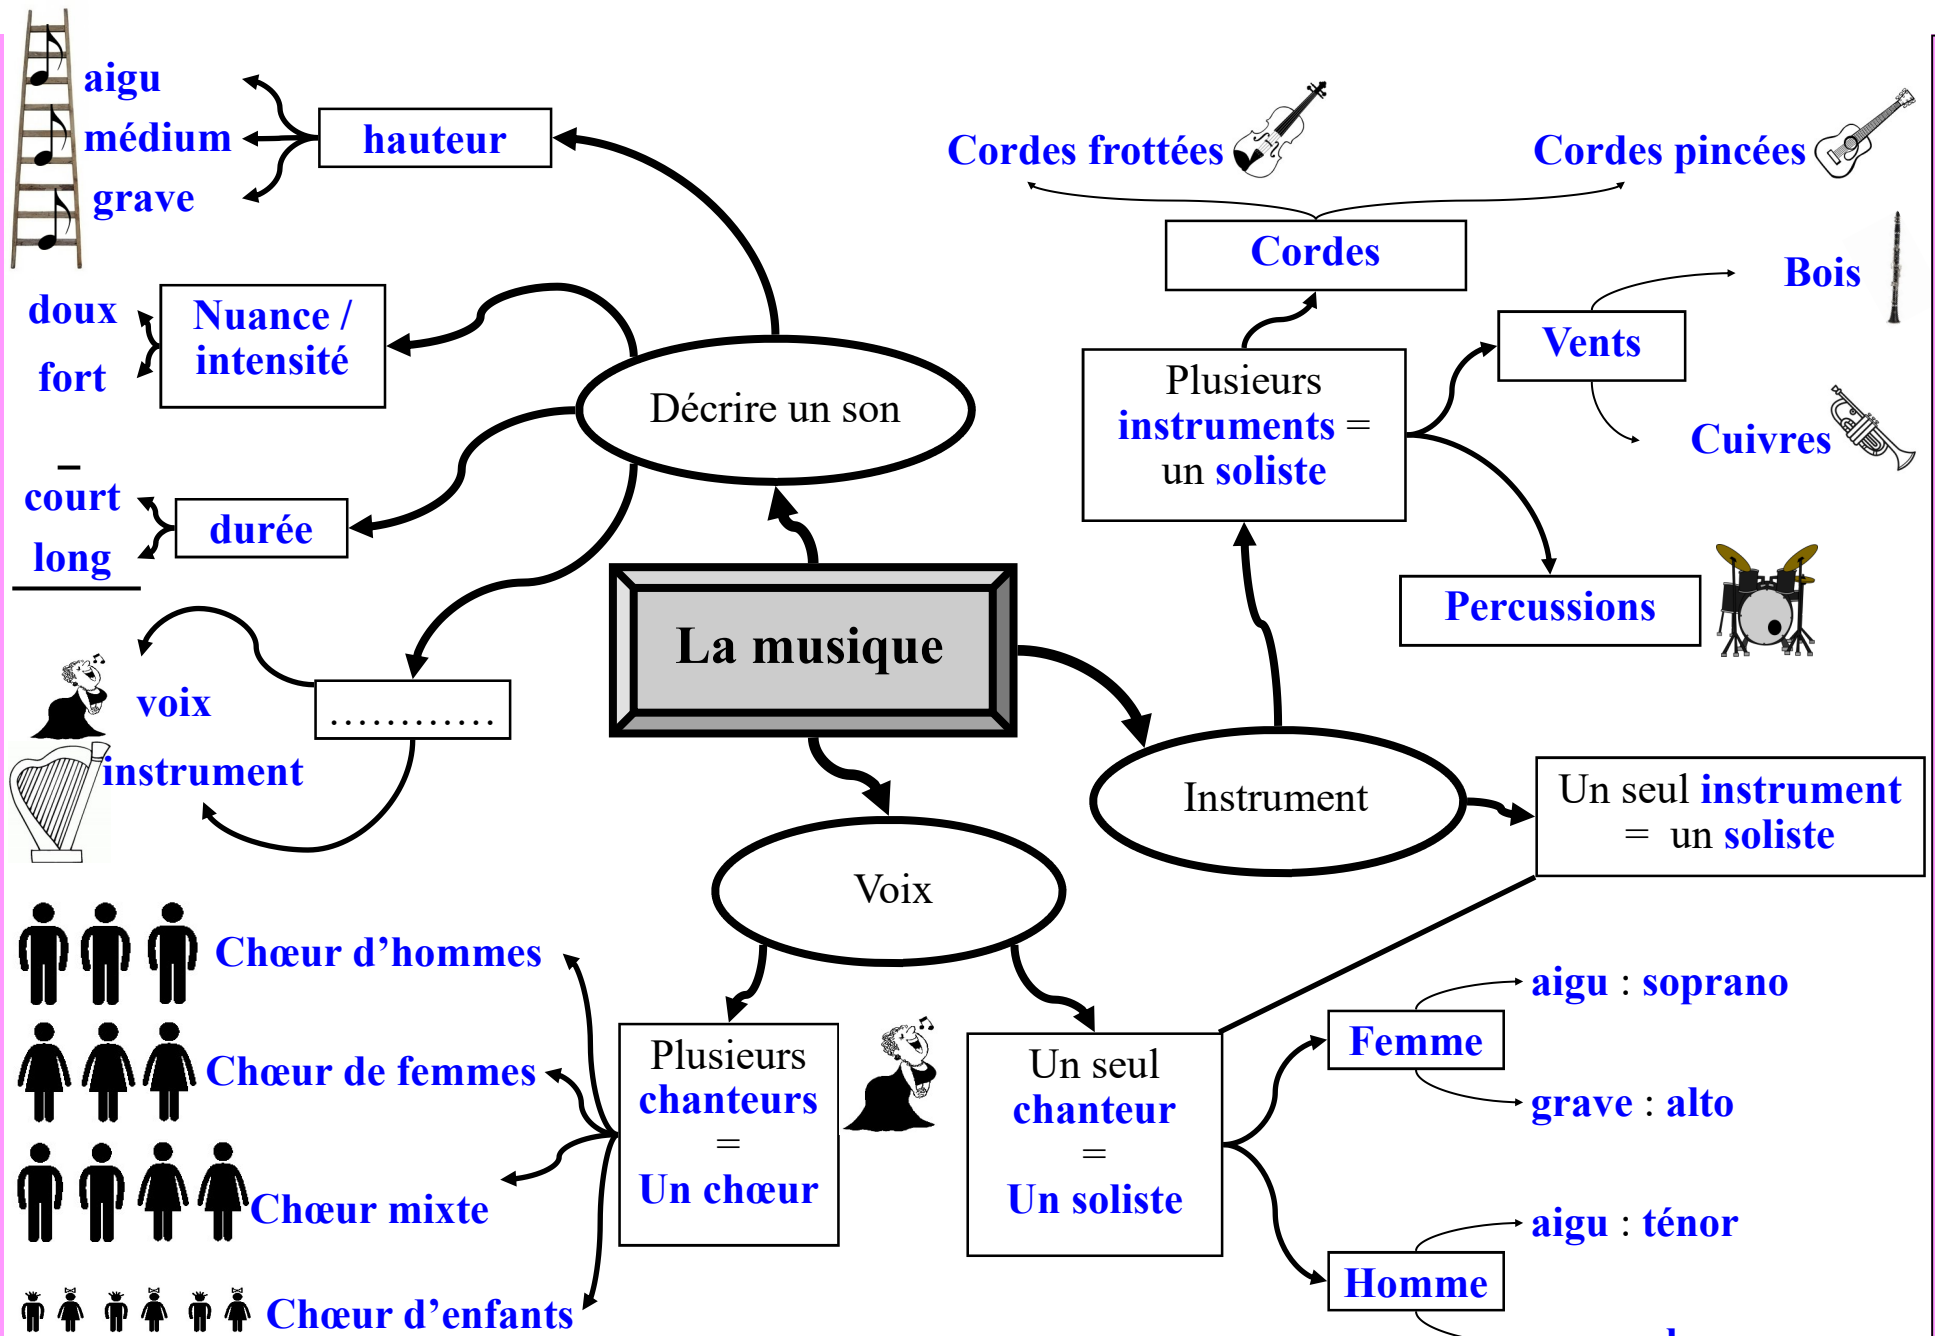 aigu
médium
grave
hauteur
Cordes frottées
Cordes pincées
Cordes
Bois
Vents
Cuivres
doux
fort
Nuance /
intensité
Décrire un son
Plusieurs
instruments =
un soliste
court
long
durée
Percussions
La musique
voix
instrument
............
Instrument
Un seul instrument
= un soliste
Voix
Chœur d’hommes
Chœur de femmes
Chœur mixte
Chœur d’enfants
Plusieurs
chanteurs
=
Un chœur
Un seul
chanteur
=
Un soliste
Femme
aigu : soprano
grave : alto
Homme
aigu : ténor